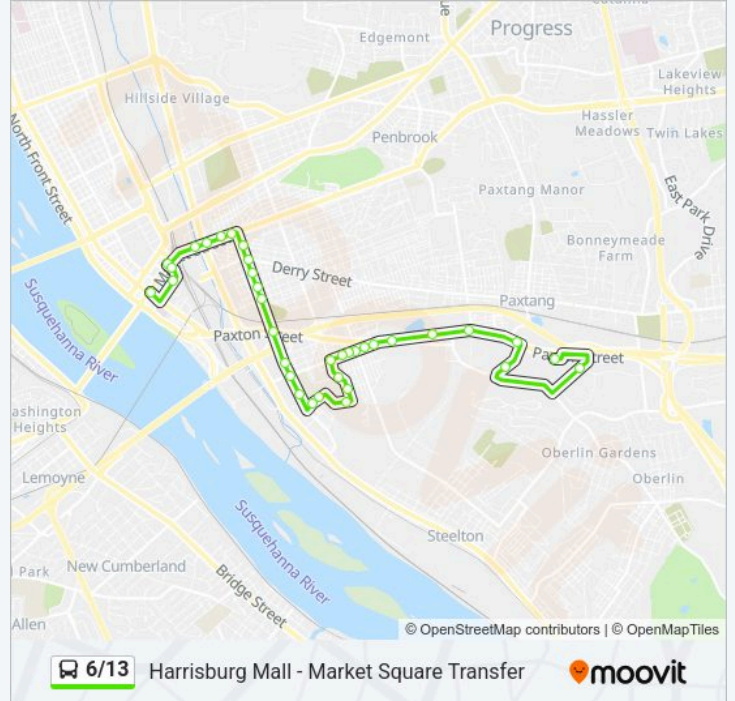 Progress
Edgemont
Lakeview
Heights
Hillside Village
Hassler
Meadows
Twin Lakes
North Front Street
Penbrook
East Park Drive
Paxtang Manor
Bonneymeade
Farm
Derry Street
Susquehanna River
Paxtang
Paxton Street
Street
ashington
Heights
Oberlin Gardens
Lemoyne
Oberlin
Susquehanna River
Steelton
New Cumberland
l Park
Bridge Street
Allen
© OpenStreetMap contributors | © OpenMapTiles
6/13 Harrisburg Mall - Market Square Transfer
moovit